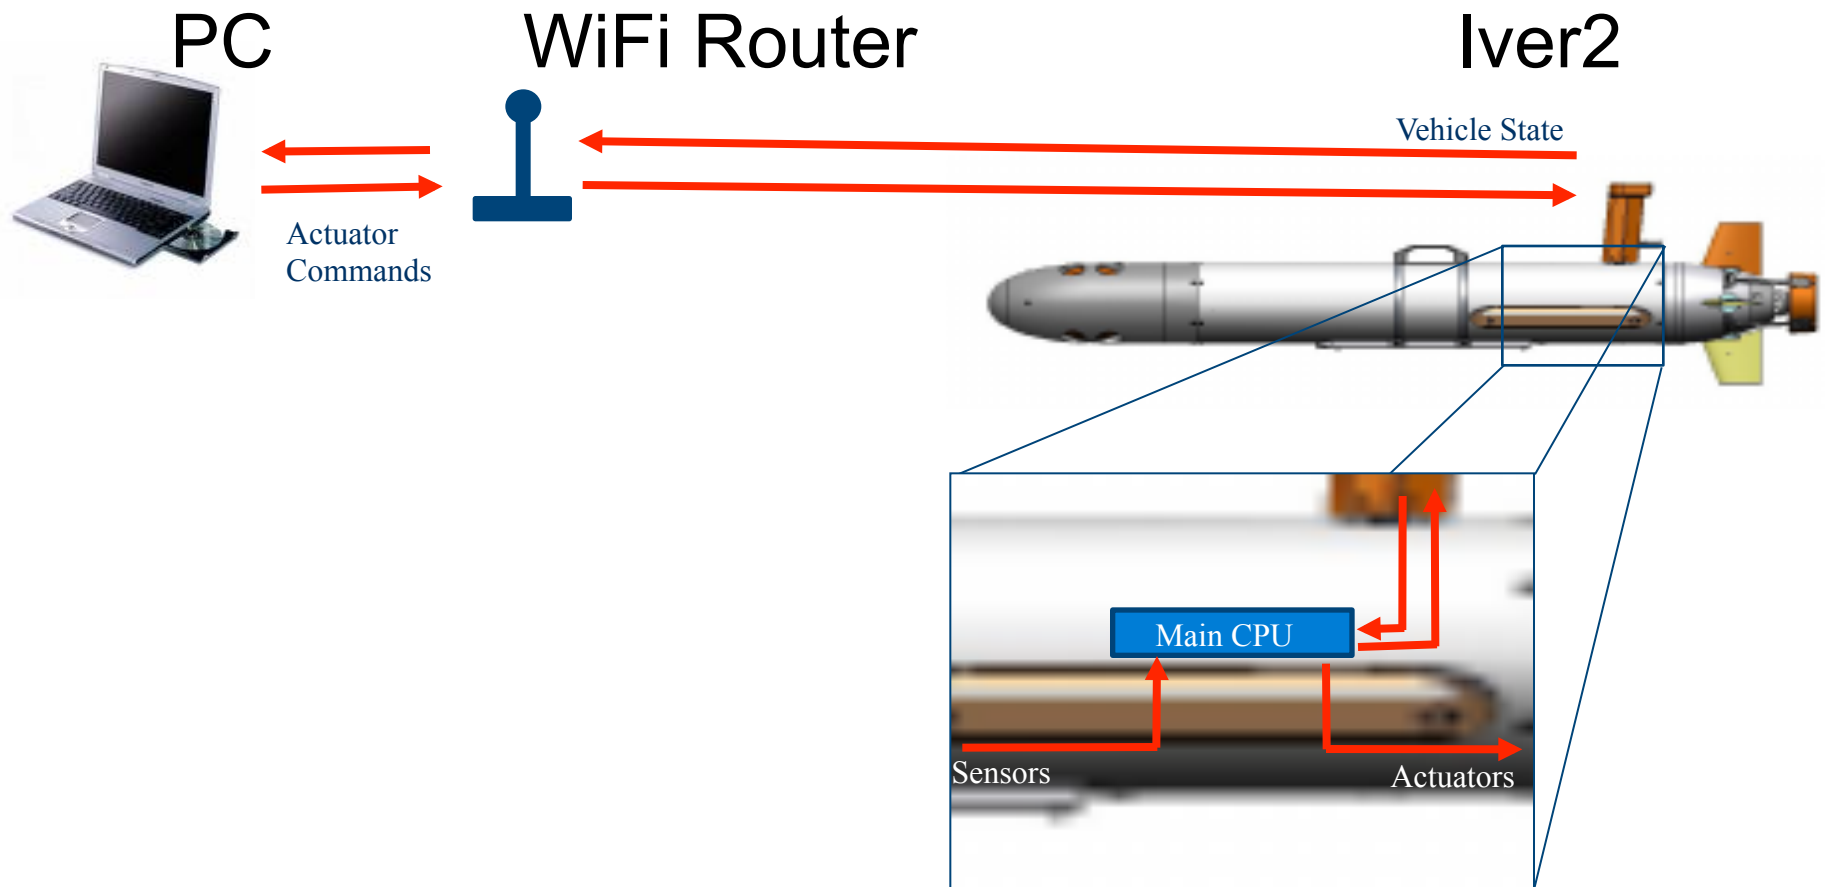 PC
WiFi Router
Iver2
Vehicle State
Actuator
Commands
Main CPU
Sensors
Actuators